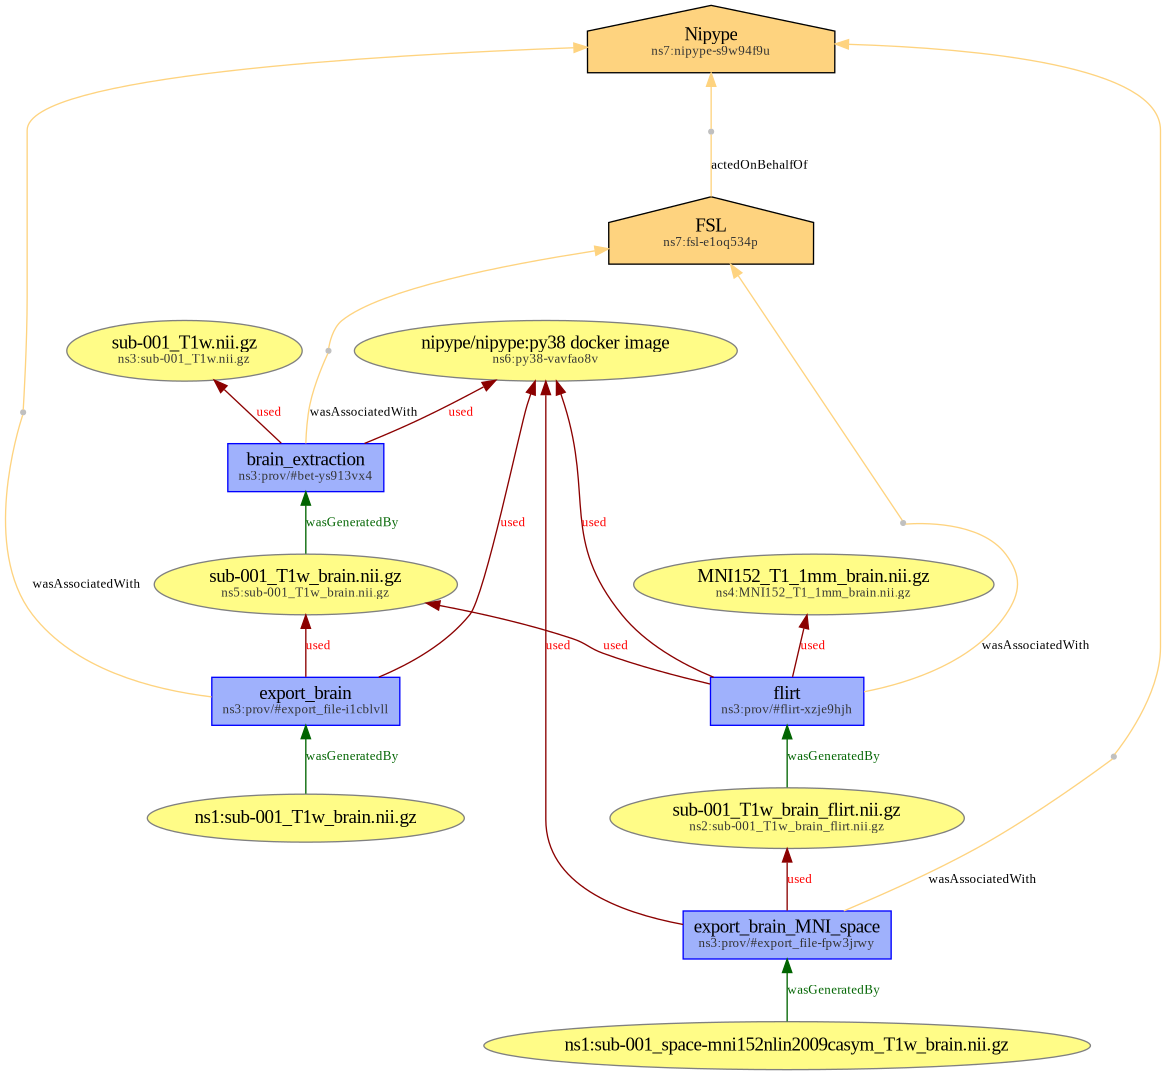 Nipype
ns7:nipype-s9w94f9u
actedOnBehalfOf
FSL
ns7:fsl-e1oq534p
sub-001_T1w.nii.gz
ns3:sub-001_T1w.nii.gz
nipype/nipype:py38 docker image
ns6:py38-vavfao8v
used
wasAssociatedWith
used
brain_extraction
ns3:prov/#bet-ys913vx4
wasGeneratedBy
used
used
sub-001_T1w_brain.nii.gz
ns5:sub-001_T1w_brain.nii.gz
MNI152_T1_1mm_brain.nii.gz
ns4:MNI152_T1_1mm_brain.nii.gz
wasAssociatedWith
used
used
used
used
wasAssociatedWith
export_brain
ns3:prov/#export_file-i1cblvll
flirt
ns3:prov/#flirt-xzje9hjh
wasGeneratedBy
wasGeneratedBy
ns1:sub-001_T1w_brain.nii.gz
sub-001_T1w_brain_flirt.nii.gz
ns2:sub-001_T1w_brain_flirt.nii.gz
used
wasAssociatedWith
export_brain_MNI_space
ns3:prov/#export_file-fpw3jrwy
wasGeneratedBy
ns1:sub-001_space-mni152nlin2009casym_T1w_brain.nii.gz